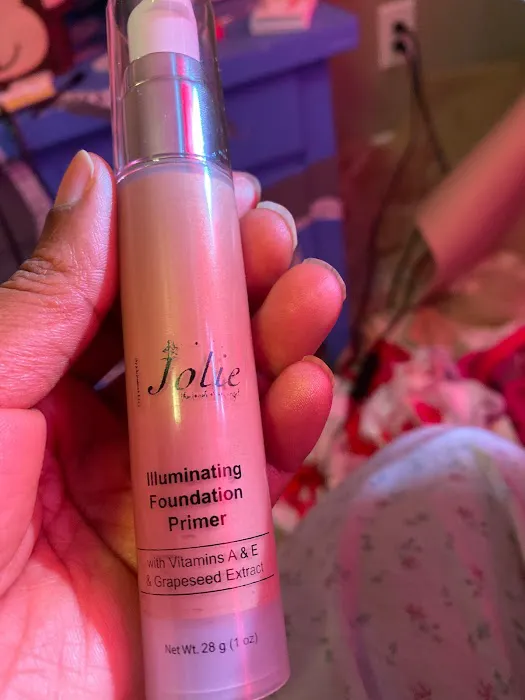 Jolie
Illuminating
Foundation
Primer
with Vitamins A & E
& Grapeseed Extract
Net Wt. 28 g (1 oz)